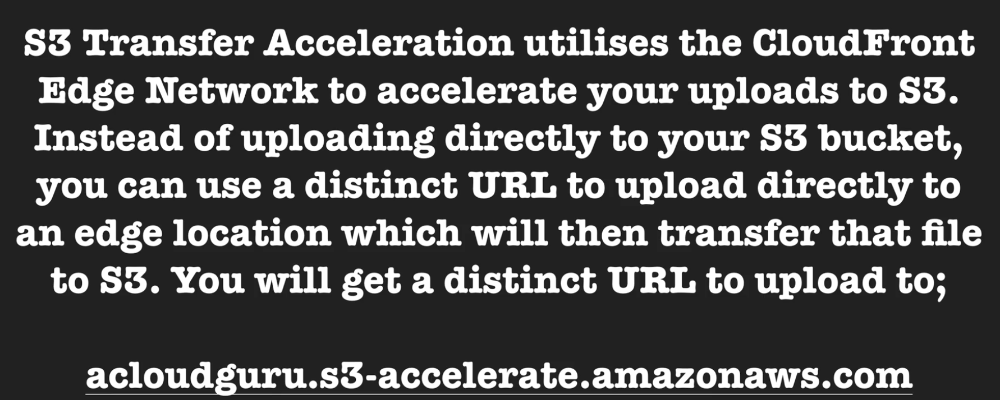 S3 Transfer Acceleration utilises the CloudFront
Edge Network to accelerate your uploads to S3.
Instead of uploading directly to your S3 bucket,
you can use a distinct URL to upload directly to
an edge location which will then transfer that file
to S3. You will get a distinct URL to upload to;
acloudguru.s3-accelerate.amazonaws.com